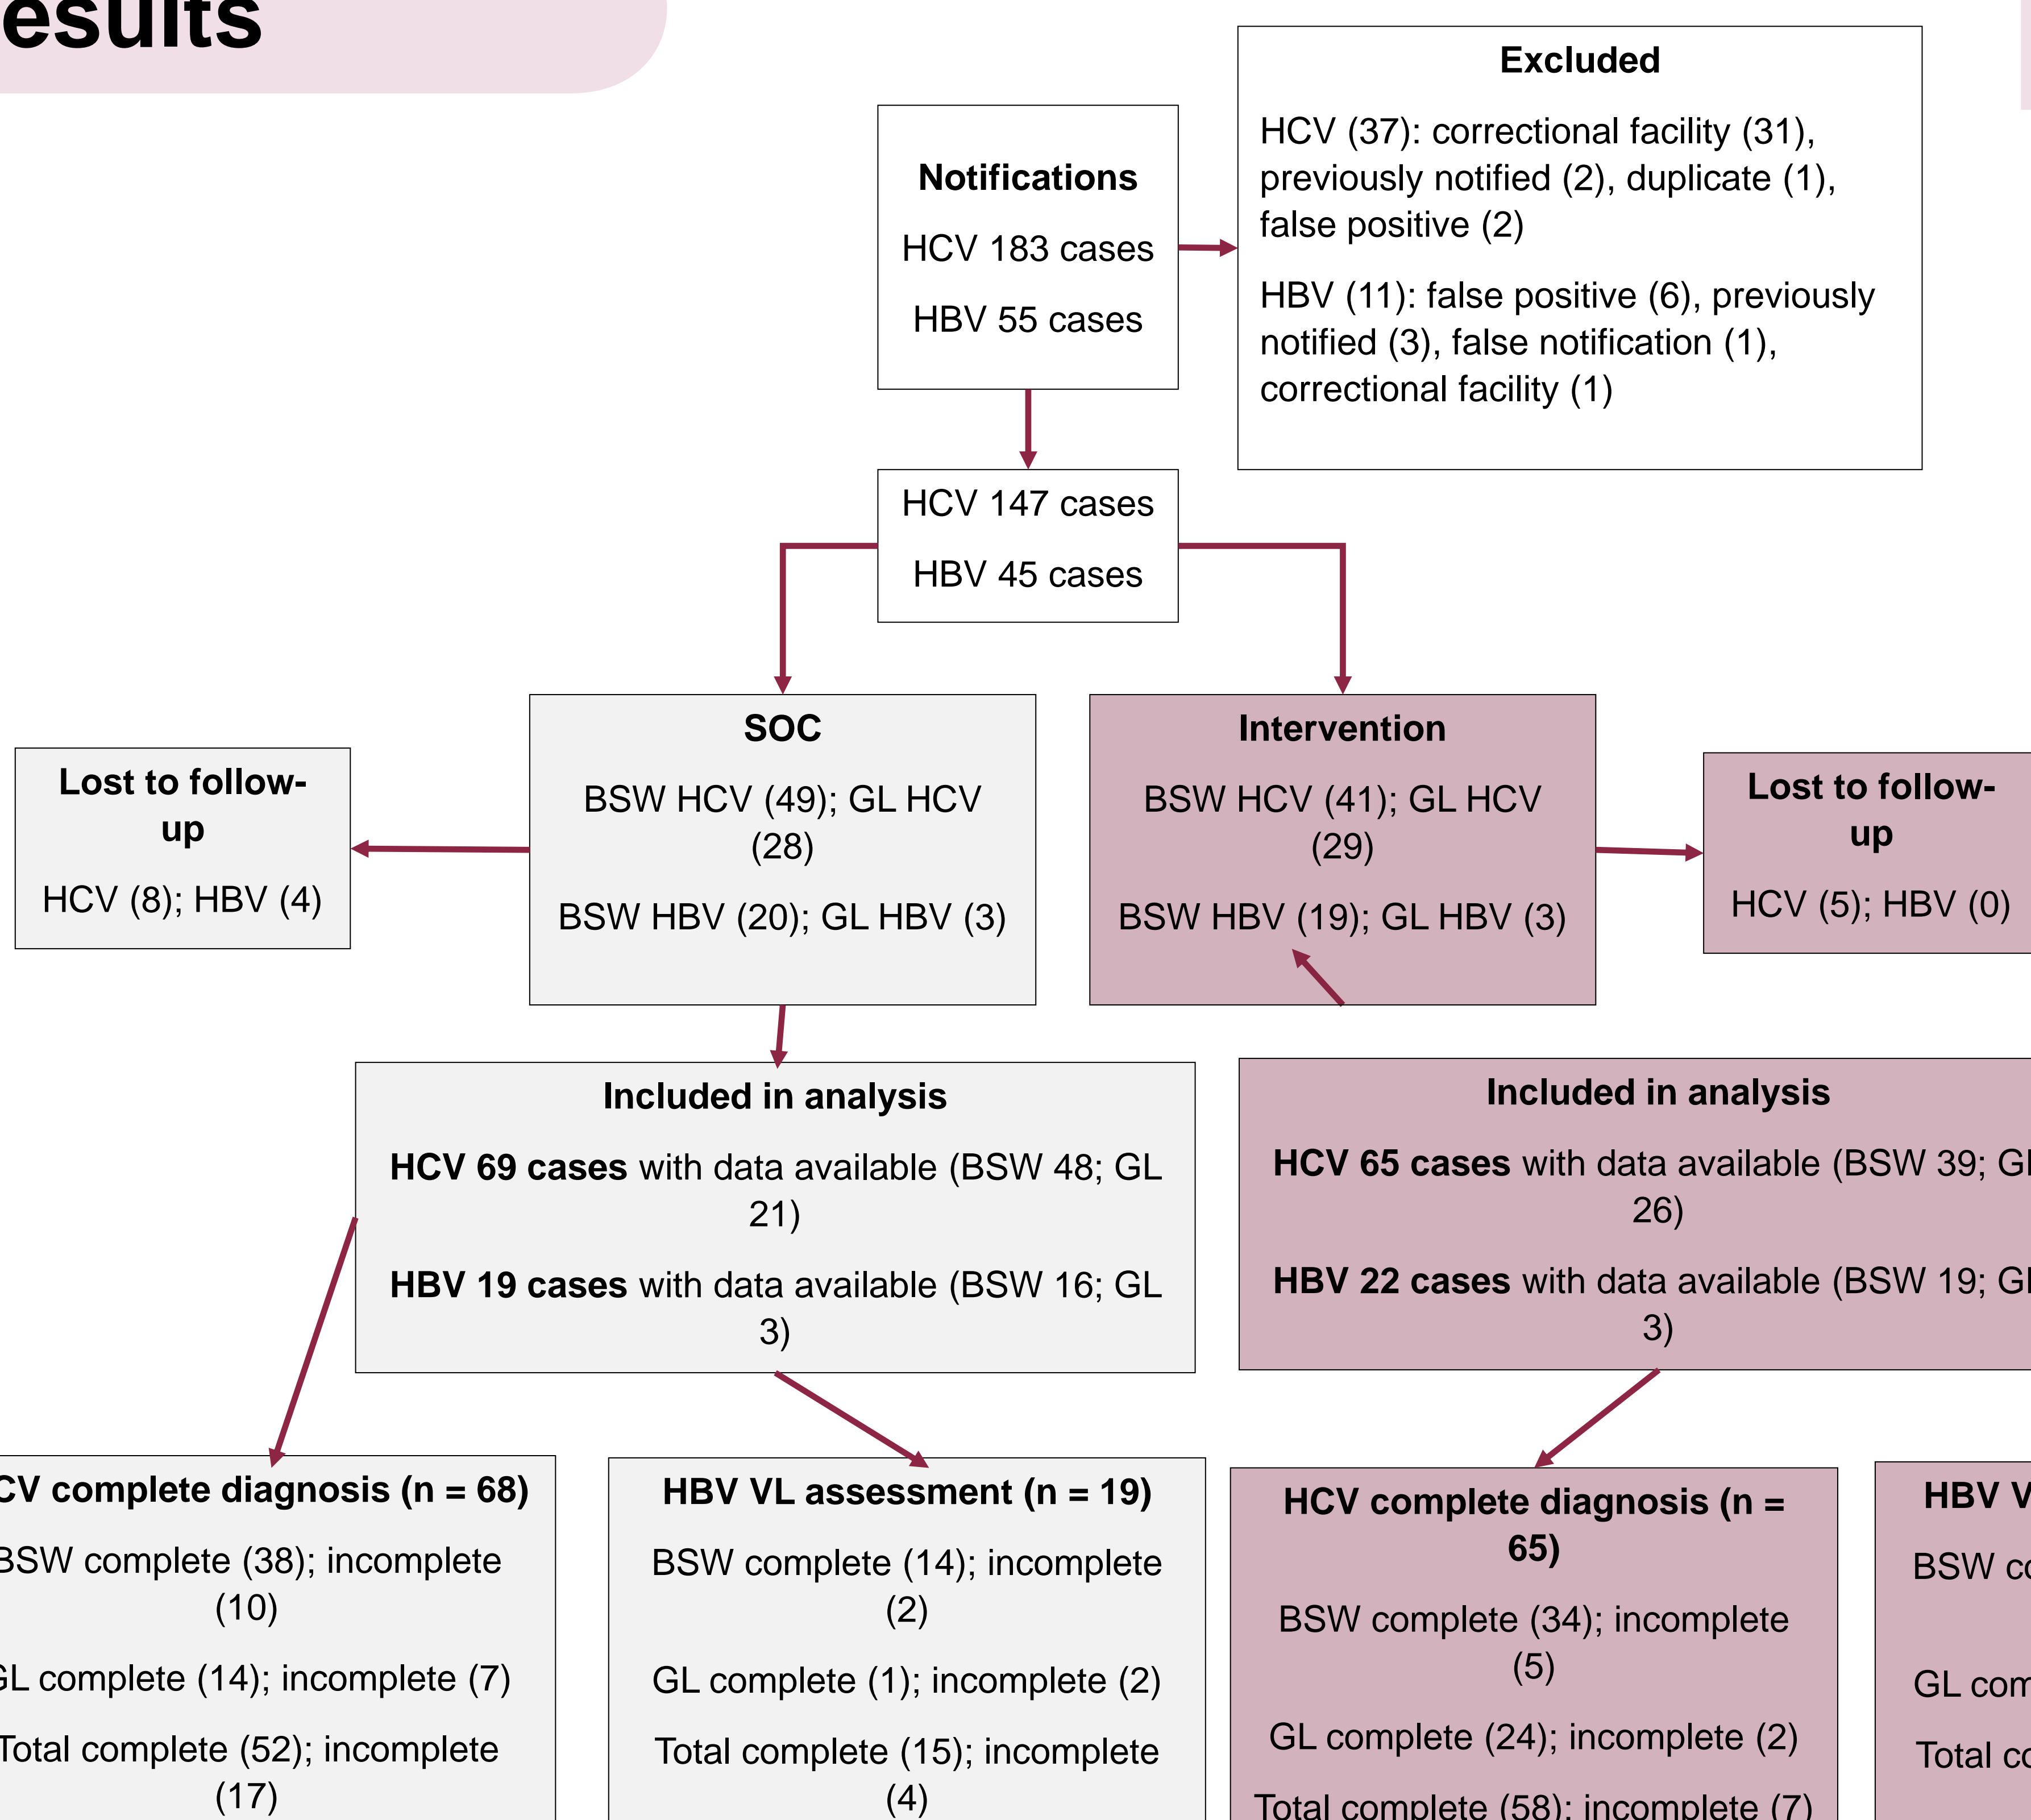 esults
Excluded
HCV (37): correctional facility (31),
previously notified (2), duplicate (1),
false positive (2)
HBV (11): false positive (6), previously
notified (3), false notification (1),
correctional facility (1)
Notifications
HCV 183 cases
HBV 55 cases
HCV 147 cases
HBV 45 cases
Lost to follow-
up
HCV (8); HBV (4)
SOC
BSW HCV (49); GL HCV
(28)
BSW HBV (20); GL HBV (3)
Intervention
BSW HCV (41); GL HCV
(29)
BSW HBV (19); GL HBV (3)
Lost to follow-
up
HCV (5); HBV (0)
Included in analysis
HCV 69 cases with data available (BSW 48; GL
21)
HBV 19 cases with data available (BSW 16; GL
3)
Included in analysis
HCV 65 cases with data available (BSW 39; GL
26)
HBV 22 cases with data available (BSW 19; GL
3)
CV complete diagnosis (n = 68)
BSW complete (38); incomplete
(10)
GL complete (14); incomplete (7)
Total complete (52); incomplete
(17)
HBV VL assessment (n = 19)
BSW complete (14); incomplete
(2)
GL complete (1); incomplete (2)
Total complete (15); incomplete
(4)
HCV complete diagnosis (n =
65)
BSW complete (34); incomplete
(5)
GL complete (24); incomplete (2)
Total complete (58); incomplete (7)
HBV V
BSW co
GL com
Total co